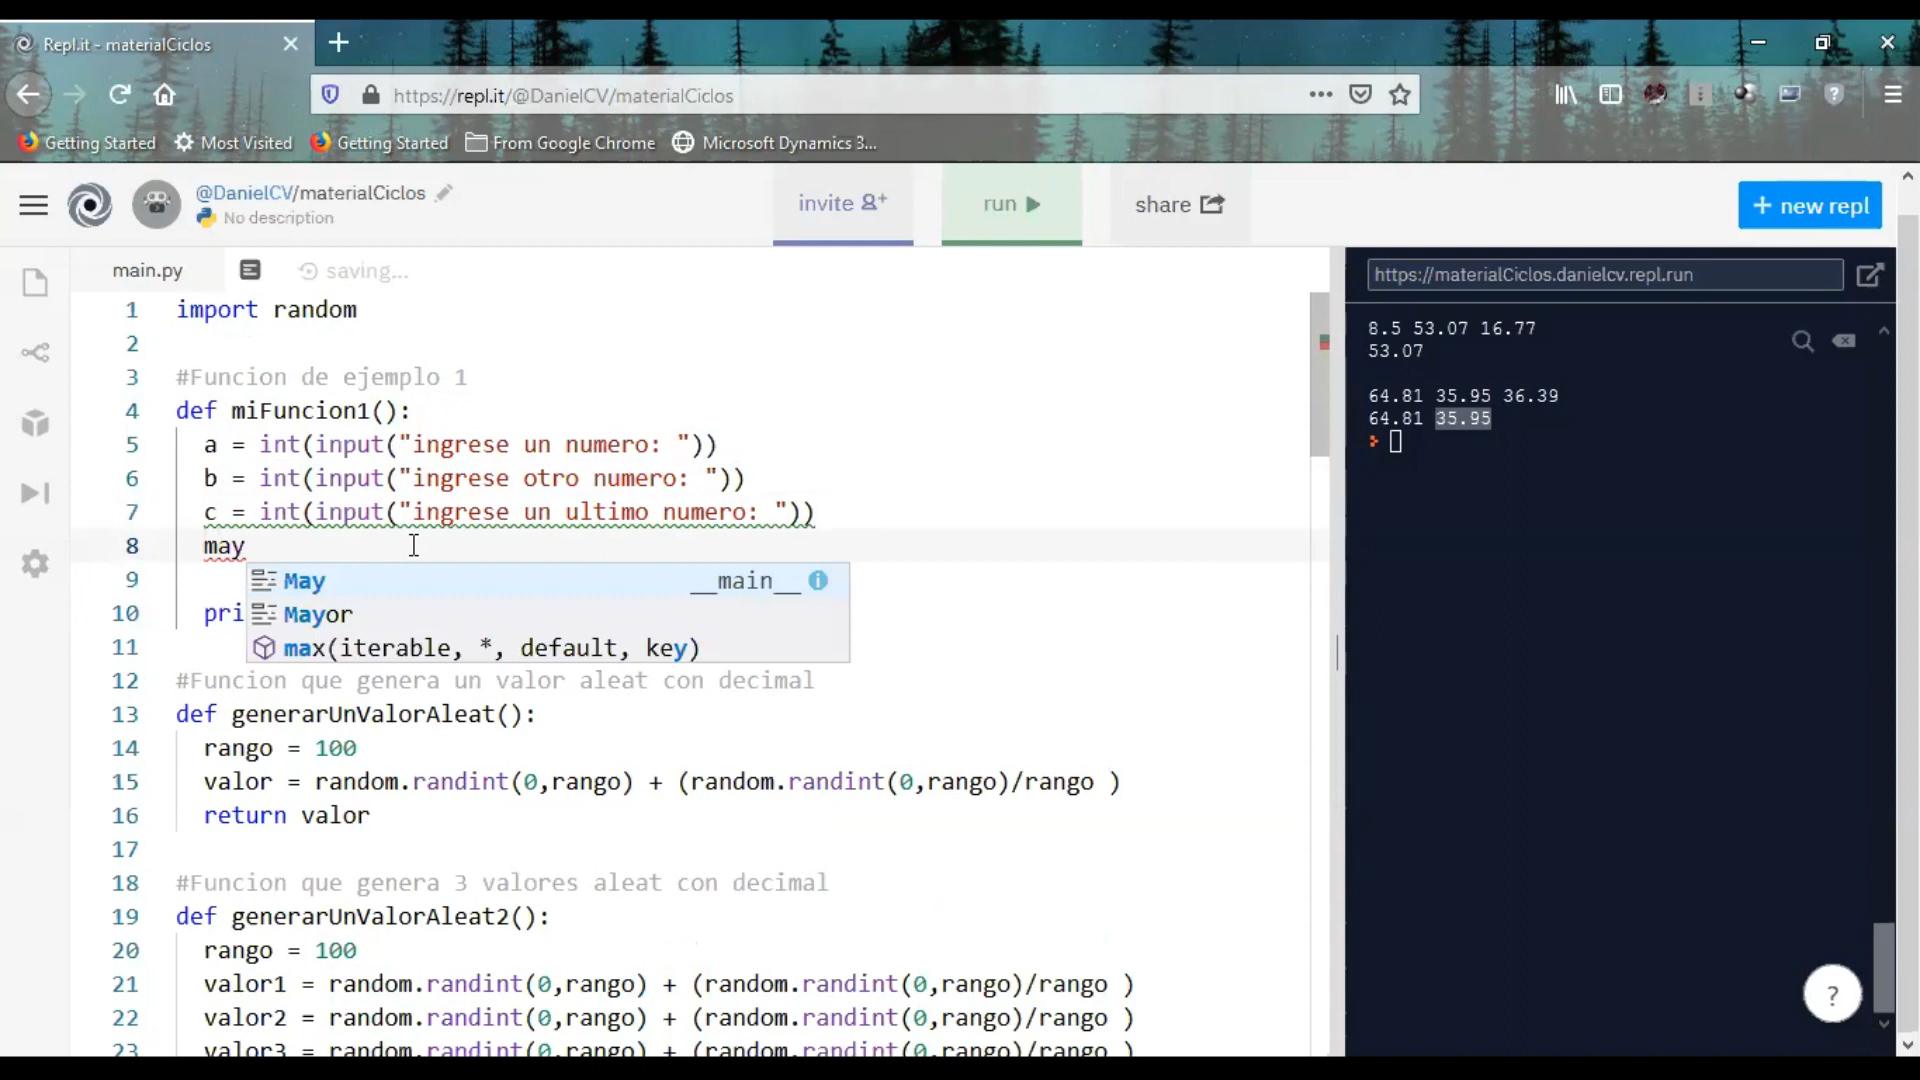 Repl.it - materialCiclos
https://repl.it/@DanielCV/materialCiclos
Getting Started
Most Visited
Getting Started
From Google Chrome
Microsoft Dynamics 3...
@DanielCV/materialCiclos
No description
invite
run
share
+ new repl
main.py
saving...
https://materialCiclos.danielcv.repl.run
1 import random
2
3 #Funcion de ejemplo 1
4 def miFuncion1():
5 a = int(input("ingrese un numero: "))
6 b = int(input("ingrese otro numero: "))
7 c = int(input("ingrese un ultimo numero: "))
8 may
9
10 pri
11
May __main__
Mayor
max(iterable, *, default, key)
12 #Funcion que genera un valor aleat con decimal
13 def generarUnValorAleat():
14 rango = 100
15 valor = random.randint(0,rango) + (random.randint(0,rango)/rango )
16 return valor
17
18 #Funcion que genera 3 valores aleat con decimal
19 def generarUnValorAleat2():
20 rango = 100
21 valor1 = random.randint(0,rango) + (random.randint(0,rango)/rango )
22 valor2 = random.randint(0,rango) + (random.randint(0,rango)/rango )
23 valor3 = random.randint(0,rango) + (random.randint(0,rango)/rango )
8.5 53.07 16.77
53.07
64.81 35.95 36.39
64.81 35.95
?